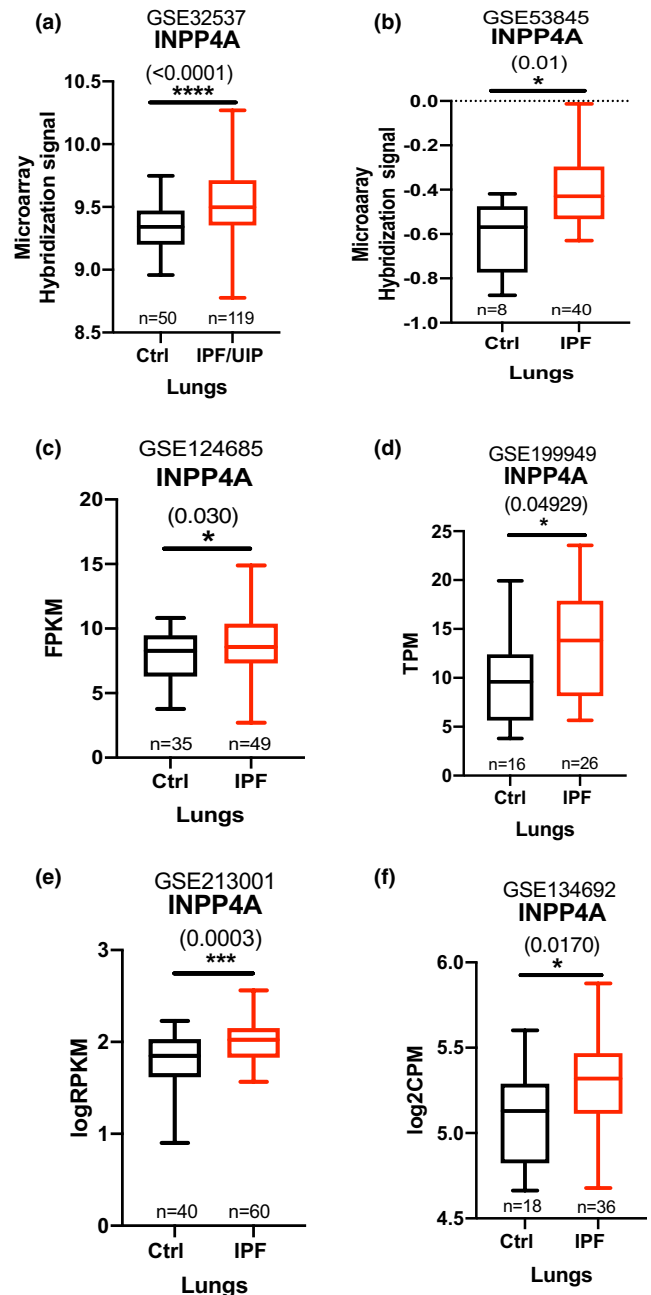 (a)
GSE32537
INPP4A
(<0.0001)
****
Microarray
Hybridization signal
10.5
10.0
9.5
9.0
8.5
n=50 n=119
Ctrl IPF/UIP
Lungs
(b)
GSE53845
INPP4A
(0.01)
*
Microaaray
Hybridization signal
0.0
-0.2
-0.4
-0.6
-0.8
-1.0
n=8 n=40
Ctrl IPF
Lungs
(c)
GSE124685
INPP4A
(0.030)
*
FPKM
20
15
10
5
0
n=35 n=49
Ctrl IPF
Lungs
(d)
GSE199949
INPP4A
(0.04929)
*
TPM
25
20
15
10
5
0
n=16 n=26
Ctrl IPF
Lungs
(e)
GSE213001
INPP4A
(0.0003)
***
logRPKM
3
2
1
0
n=40 n=60
Ctrl IPF
Lungs
(f)
GSE134692
INPP4A
(0.0170)
*
log2CPM
6.0
5.5
5.0
4.5
n=18 n=36
Ctrl IPF
Lungs